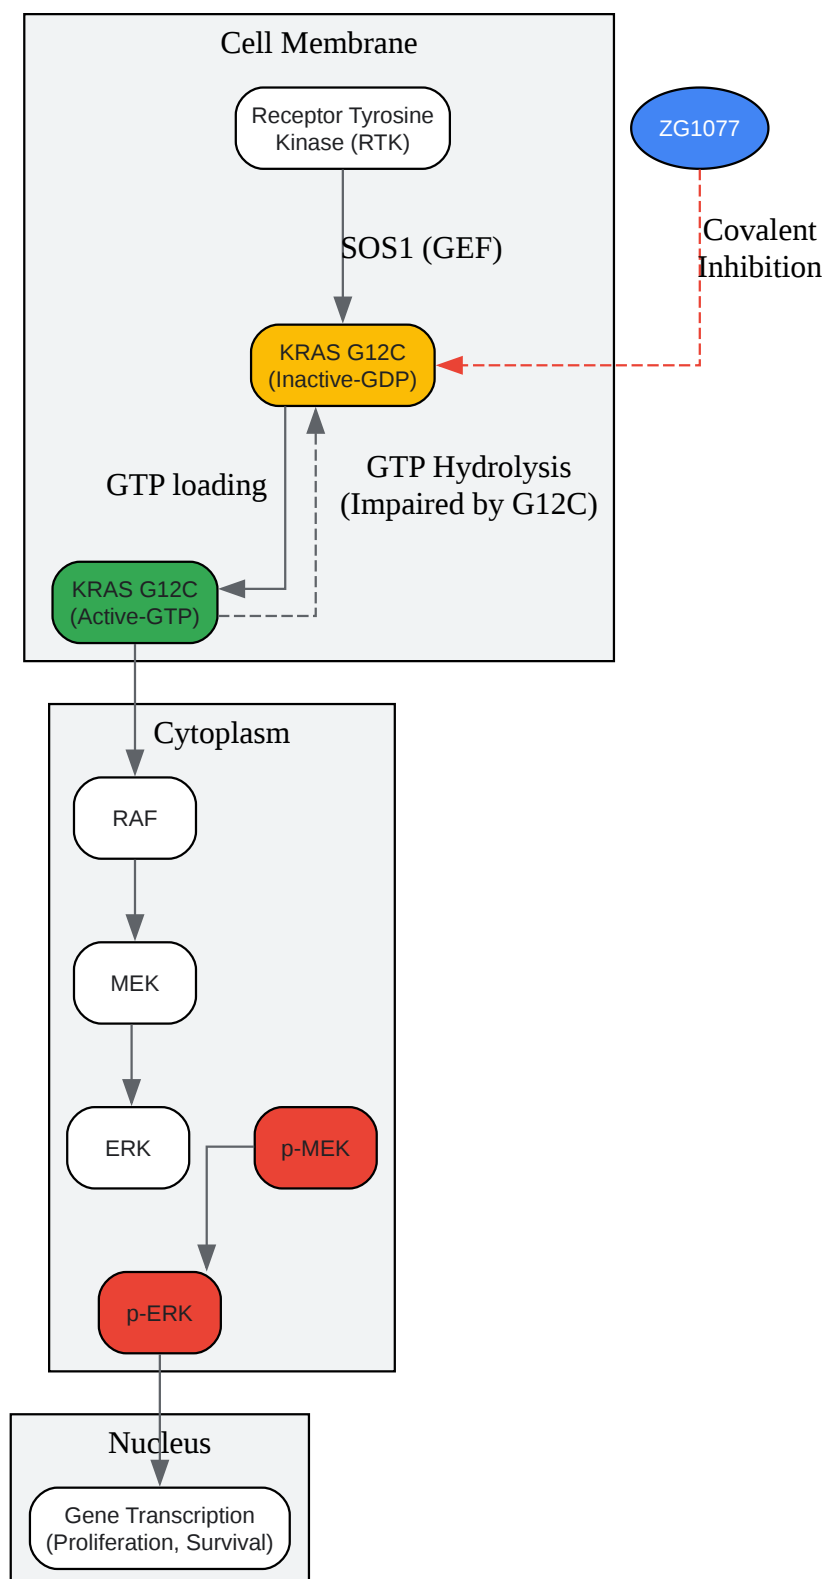 Cell Membrane
Receptor Tyrosine
Kinase (RTK)
ZG1077
SOS1 (GEF)
Covalent
Inhibition
KRAS G12C
(Inactive-GDP)
GTP loading
GTP Hydrolysis
(Impaired by G12C)
KRAS G12C
(Active-GTP)
Cytoplasm
RAF
MEK
ERK
p-MEK
p-ERK
Nucleus
Gene Transcription
(Proliferation, Survival)